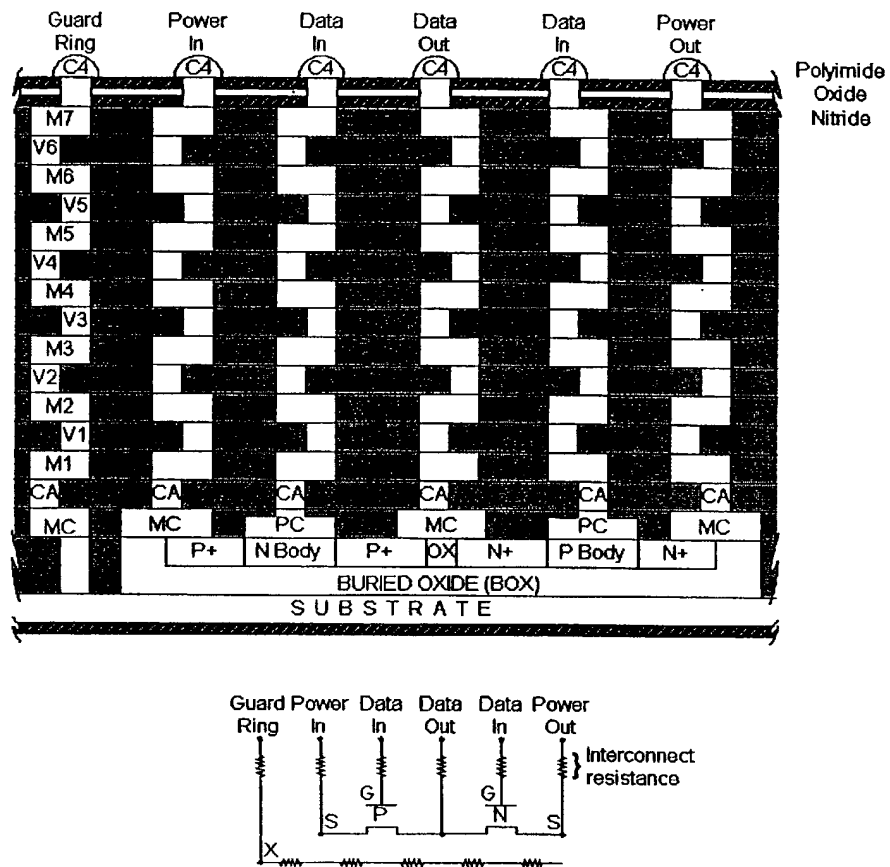 Guard Power Data Data Data Power
Ring In In Out In Out
C4 C4 C4 C4 C4 C4
Polyimide
Oxide
Nitride
M7
V6
M6
V5
M5
V4
M4
V3
M3
V2
M2
V1
M1
CA CA CA CA CA CA
MC MC PC MC PC MC
P+ N Body P+ OX N+ P Body N+
BURIED OXIDE (BOX)
SUBSTRATE
Guard Power Data Data Data Power
Ring In In Out In Out
Interconnect
resistance
G G
P N
S S
X